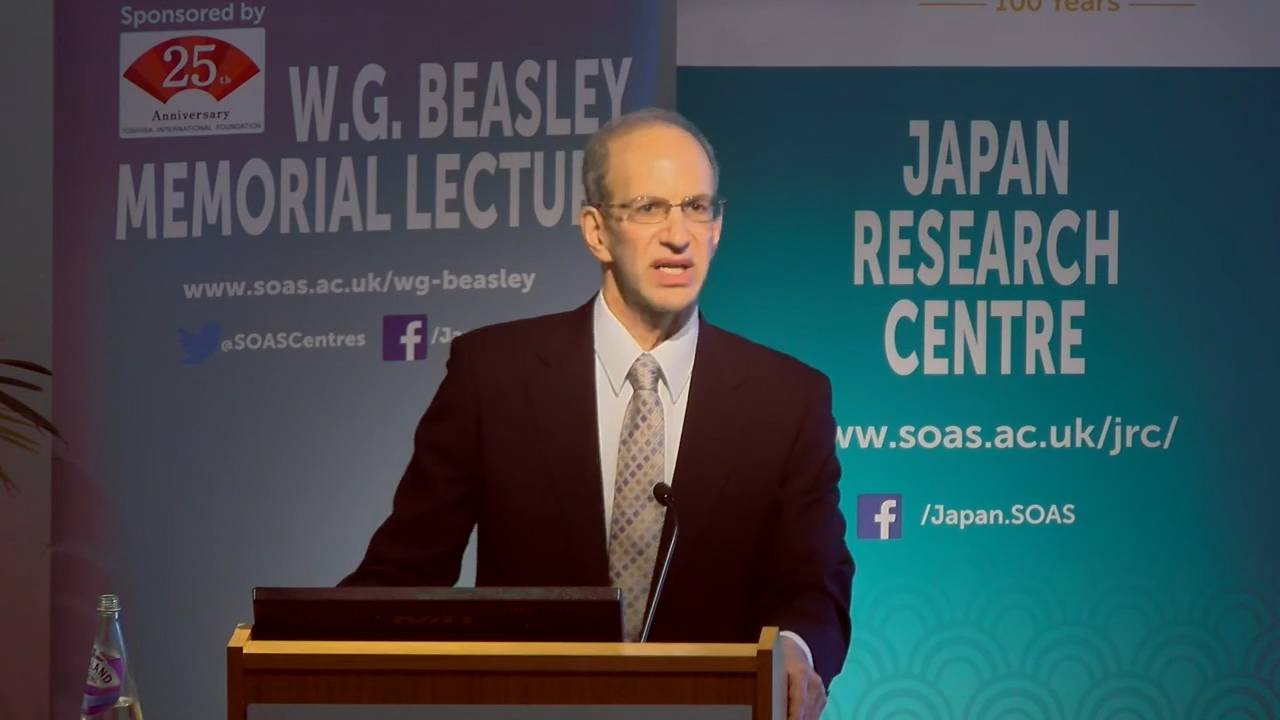 Sponsored by
25th
Anniversary
TOSHIBA INTERNATIONAL FOUNDATION
W.G. BEASLEY
MEMORIAL LECTU
www.soas.ac.uk/wg-beasley
@SOASCentres
f /Ja
100 Years
JAPAN
RESEARCH
CENTRE
ww.soas.ac.uk/jrc/
f /Japan.SOAS